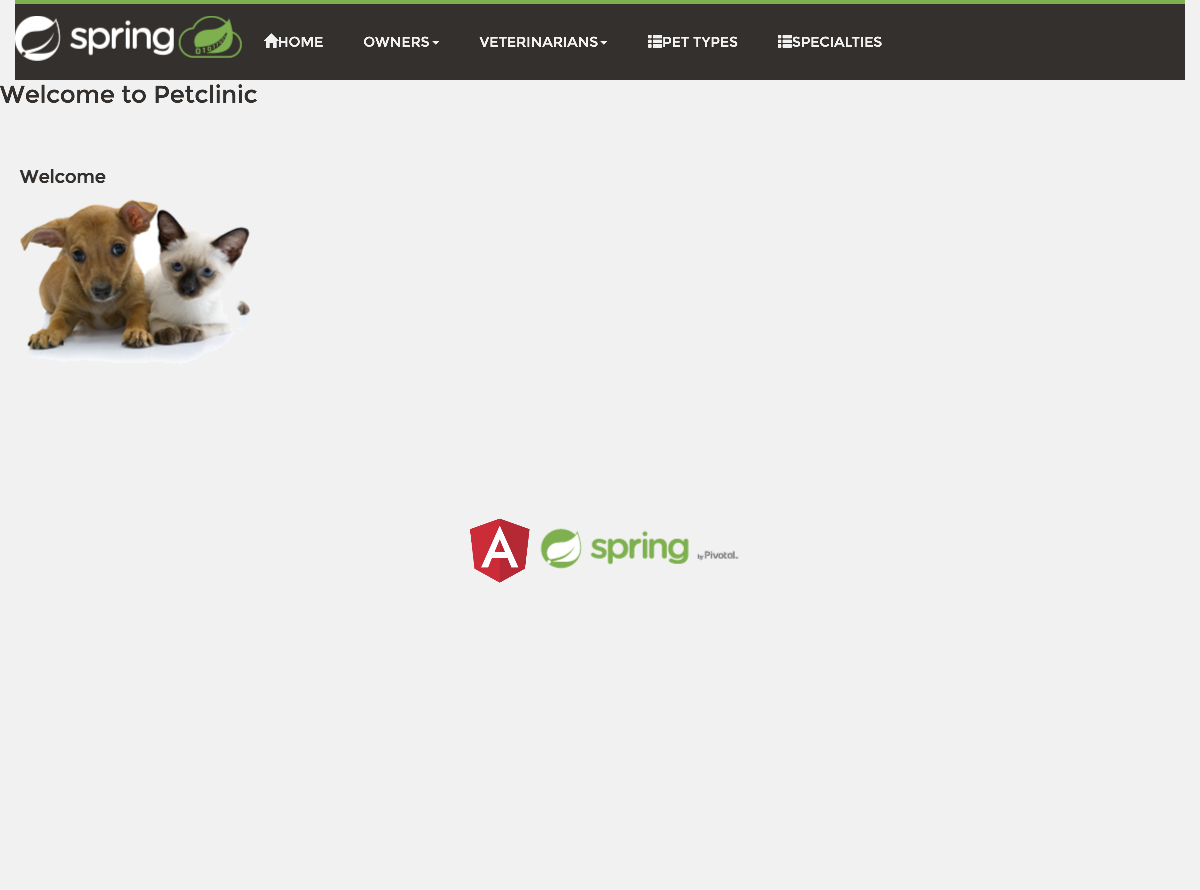 spring HOME OWNERS VETERINARIANS PET TYPES SPECIALTIES
Welcome to Petclinic
Welcome
A spring by Pivotal